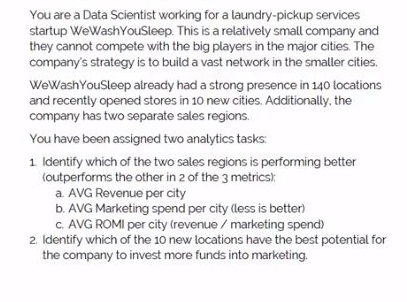 You are a Data Scientist working for a laundry-pickup services
startup WeWashYouSleep. This is a relatively small company and
they cannot compete with the big players in the major cities. The
company's strategy is to build a vast network in the smaller cities.
WeWashYouSleep already had a strong presence in 140 locations
and recently opened stores in 10 new cities. Additionally, the
company has two separate sales regions.
You have been assigned two analytics tasks:
1. Identify which of the two sales regions is performing better
(outperforms the other in 2 of the 3 metrics):
a. AVG Revenue per city
b. AVG Marketing spend per city (less is better)
c. AVG ROMI per city (revenue / marketing spend)
2. Identify which of the 10 new locations have the best potential for
the company to invest more funds into marketing.